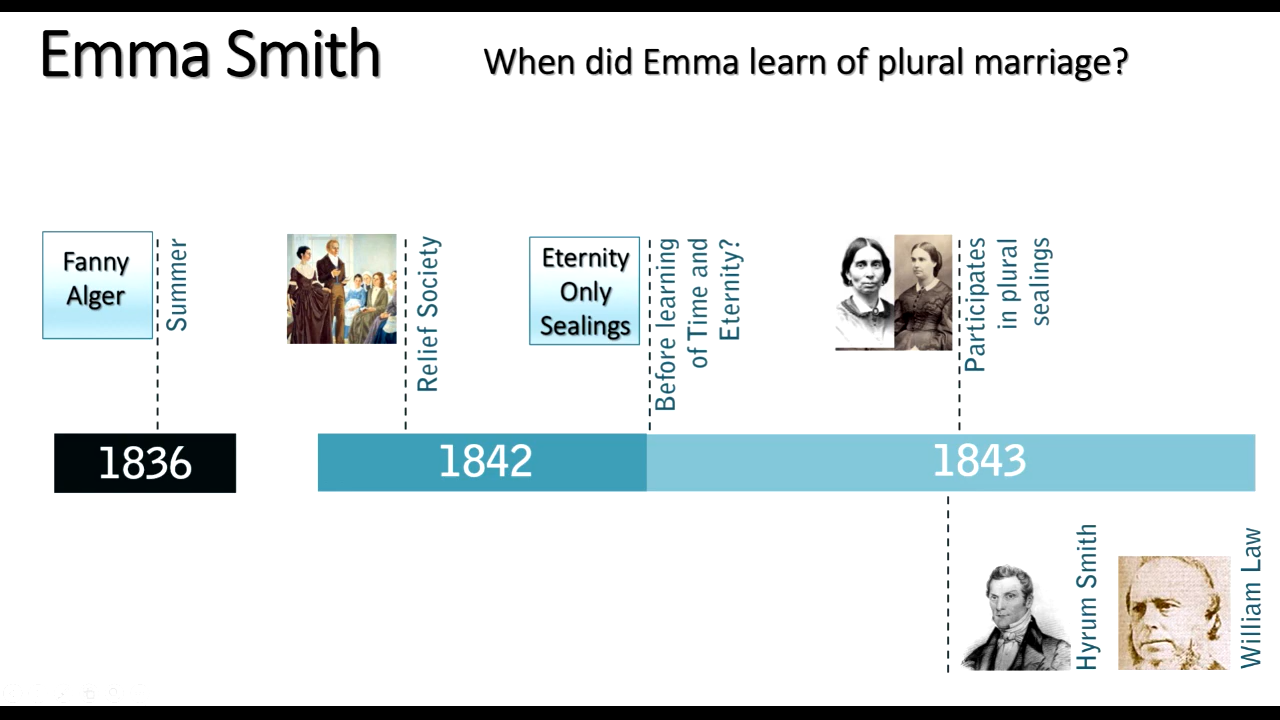 Emma Smith
When did Emma learn of plural marriage?
Fanny
Alger
Summer
Relief Society
Eternity
Only
Sealings
Before learning
of Time and
Eternity?
Participates
in plural
sealings
1836
1842
1843
Hyrum Smith
William Law